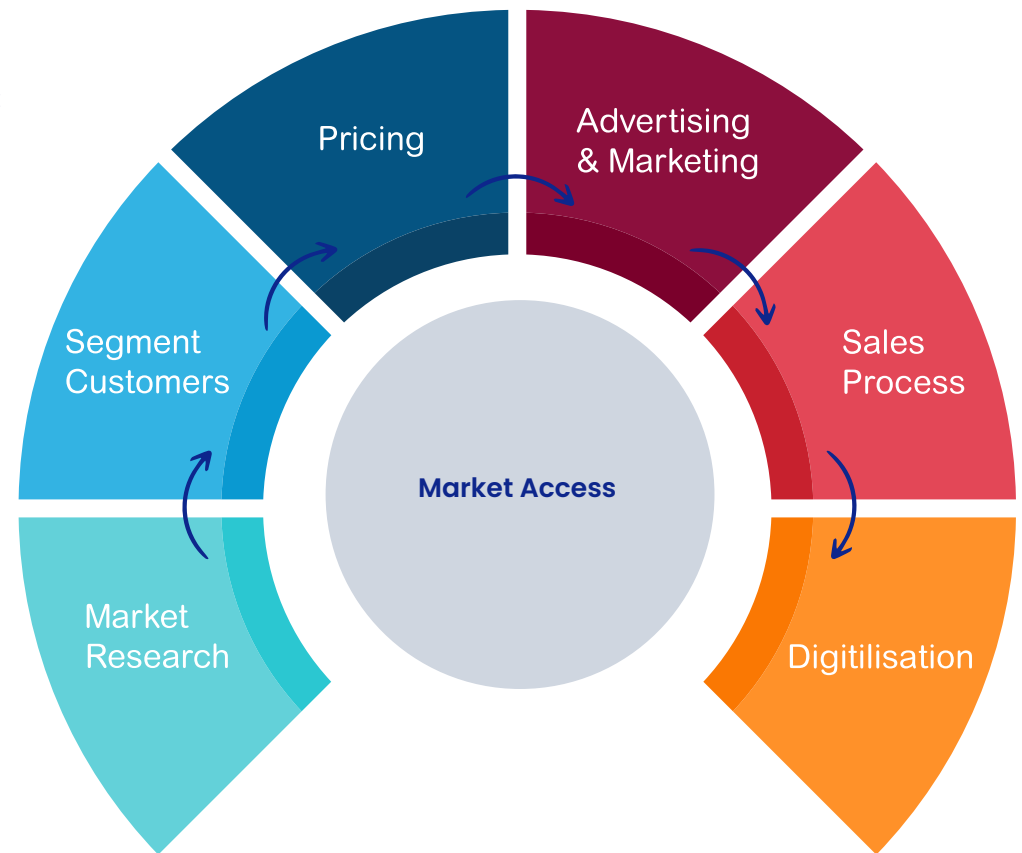 Pricing
Advertising
& Marketing
Segment
Customers
Sales
Process
Market Access
Market
Research
Digitilisation